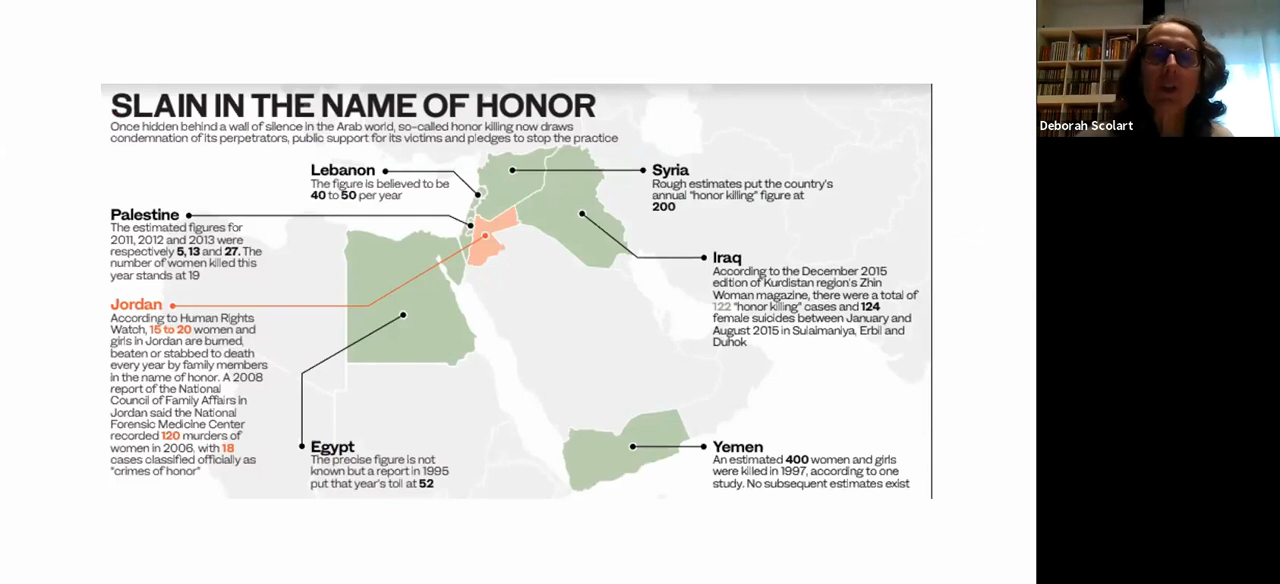 SLAIN IN THE NAME OF HONOR
Once hidden behind a wall of silence in the Arab world, so-called honor killing now draws
condemnation of its perpetrators, public support for its victims and pledges to stop the practice
Lebanon
The figure is believed to be
40 to 50 per year
Syria
Rough estimates put the country's
annual "honor killing" figure at
200
Palestine
The estimated figures for
2011, 2012 and 2013 were
respectively 5, 13 and 27. The
number of women killed this
year stands at 19
Iraq
According to the December 2015
edition of Kurdistan region's Zhin
Woman magazine, there were a total of
122 "honor killing" cases and 124
female suicides between January and
August 2015 in Sulaimaniya, Erbil and
Duhok
Jordan
According to Human Rights
Watch, 15 to 20 women and
girls in Jordan are burned,
beaten or stabbed to death
every year by family members
in the name of honor. A 2008
report of the National
Council of Family Affairs in
Jordan said the National
Forensic Medicine Center
recorded 120 murders of
women in 2006, with 18
cases classified officially as
"crimes of honor"
Egypt
The precise figure is not
known but a report in 1995
put that year's toll at 52
Yemen
An estimated 400 women and girls
were killed in 1997, according to one
study. No subsequent estimates exist
Deborah Scolart